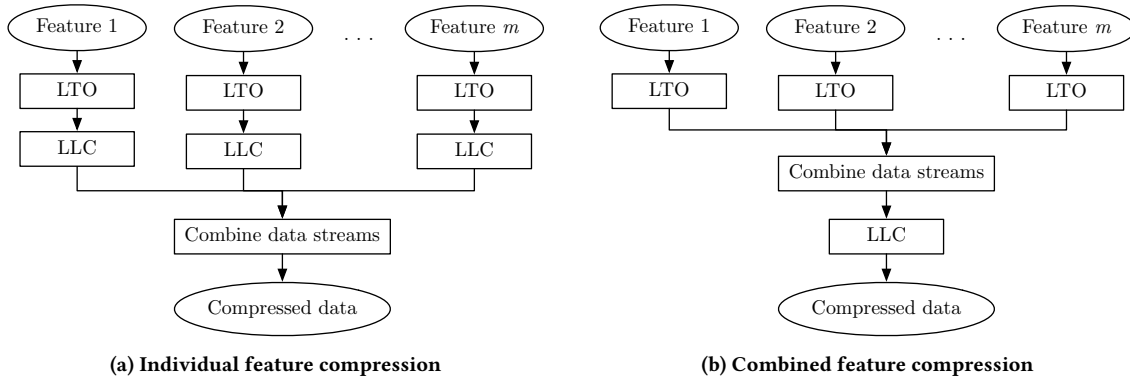 Feature 1 Feature 2 . . . Feature m
LTO LTO LTO
LLC LLC LLC
Combine data streams
Compressed data
(a) Individual feature compression
Feature 1 Feature 2 . . . Feature m
LTO LTO LTO
Combine data streams
LLC
Compressed data
(b) Combined feature compression